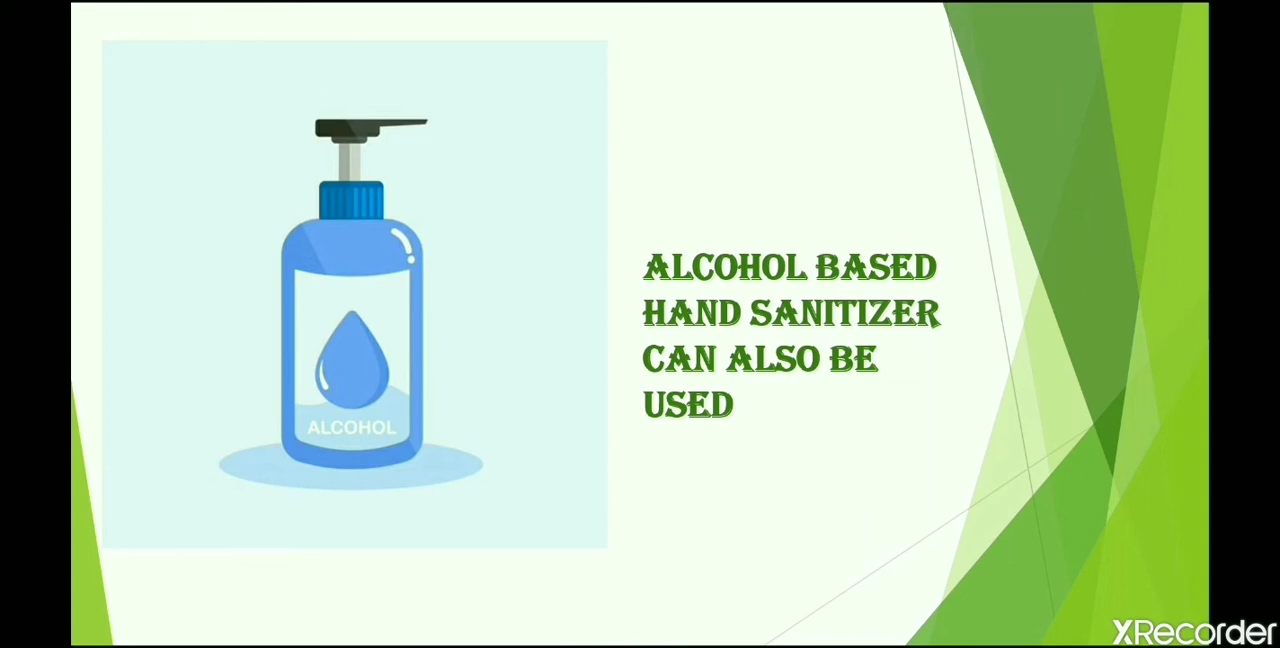 ALCOHOL BASED
HAND SANITIZER
CAN ALSO BE
USED
ALCOHOL
XRecorder